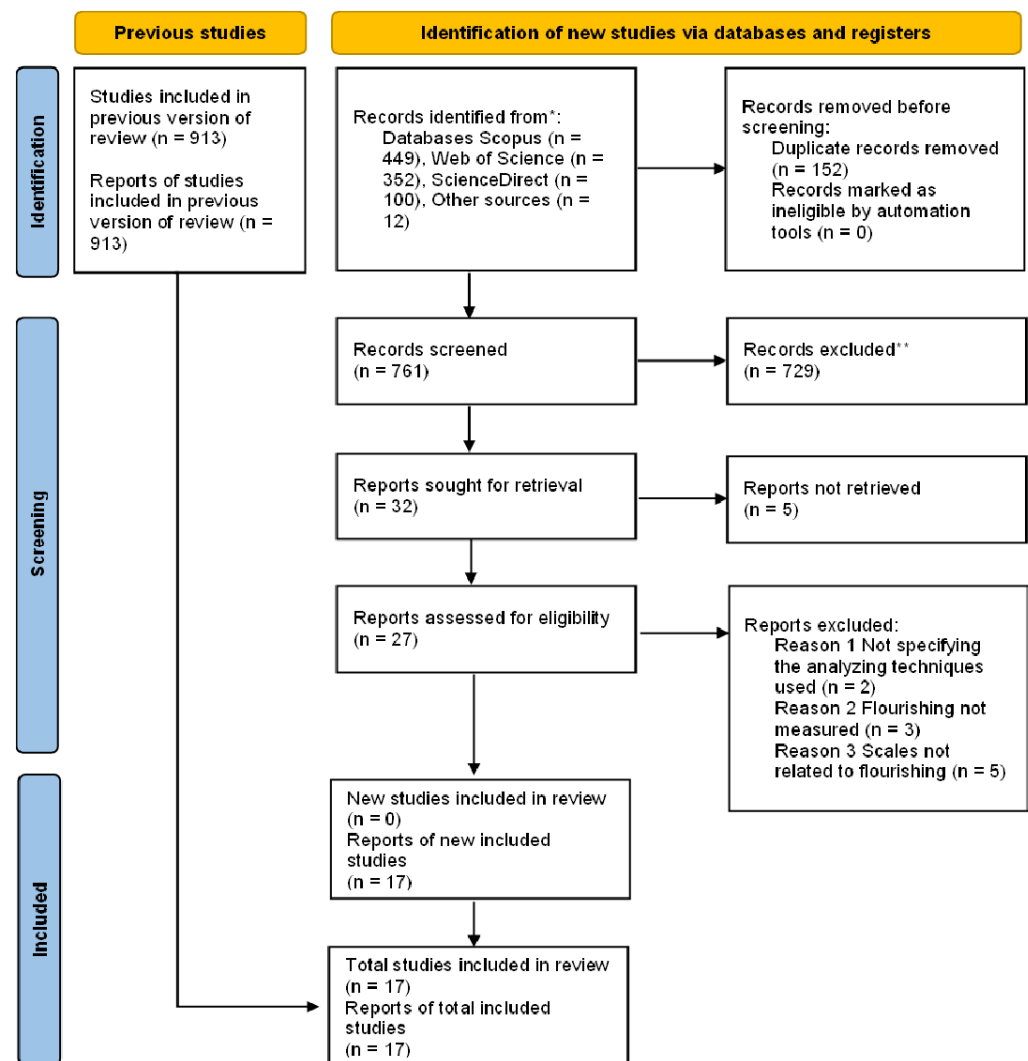 Previous studies
Identification of new studies via databases and registers
Identification
Studies included in
previous version of
review (n = 913)
Reports of studies
included in previous
version of review (n =
913)
Records identified from*:
Databases Scopus (n =
449), Web of Science (n =
352), ScienceDirect (n =
100), Other sources (n =
12)
Records removed before
screening:
Duplicate records removed
(n = 152)
Records marked as
ineligible by automation
tools (n = 0)
Screening
Records screened
(n = 761)
Records excluded**
(n = 729)
Reports sought for retrieval
(n = 32)
Reports not retrieved
(n = 5)
Reports assessed for eligibility
(n = 27)
Reports excluded:
Reason 1 Not specifying
the analyzing techniques
used (n = 2)
Reason 2 Flourishing not
measured (n = 3)
Reason 3 Scales not
related to flourishing (n = 5)
Included
New studies included in review
(n = 0)
Reports of new included
studies
(n = 17)
Total studies included in review
(n = 17)
Reports of total included
studies
(n = 17)